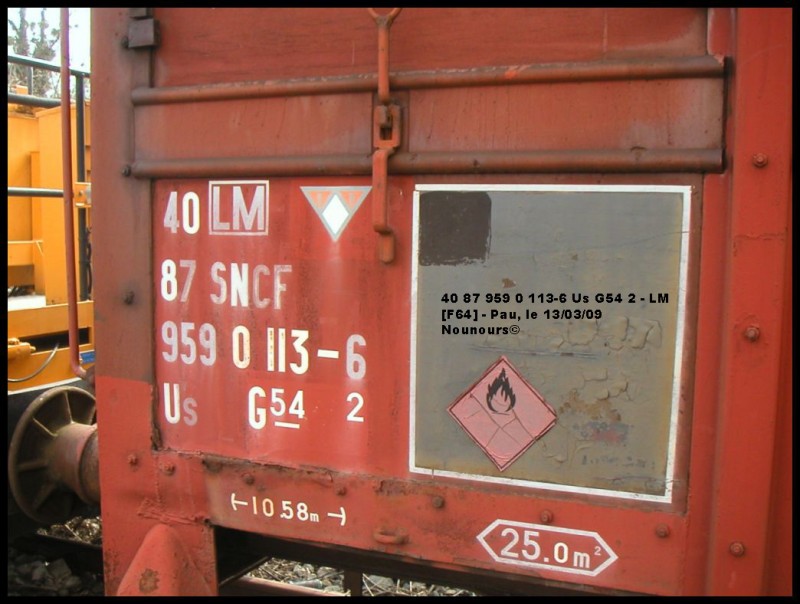 40 LM
87 SNCF
959 0 113-6
Us G54 2
40 87 959 0 113-6 Us G54 2 - LM
[F64] - Pau, le 13/03/09
Nounours©
10.58m
25.0m²